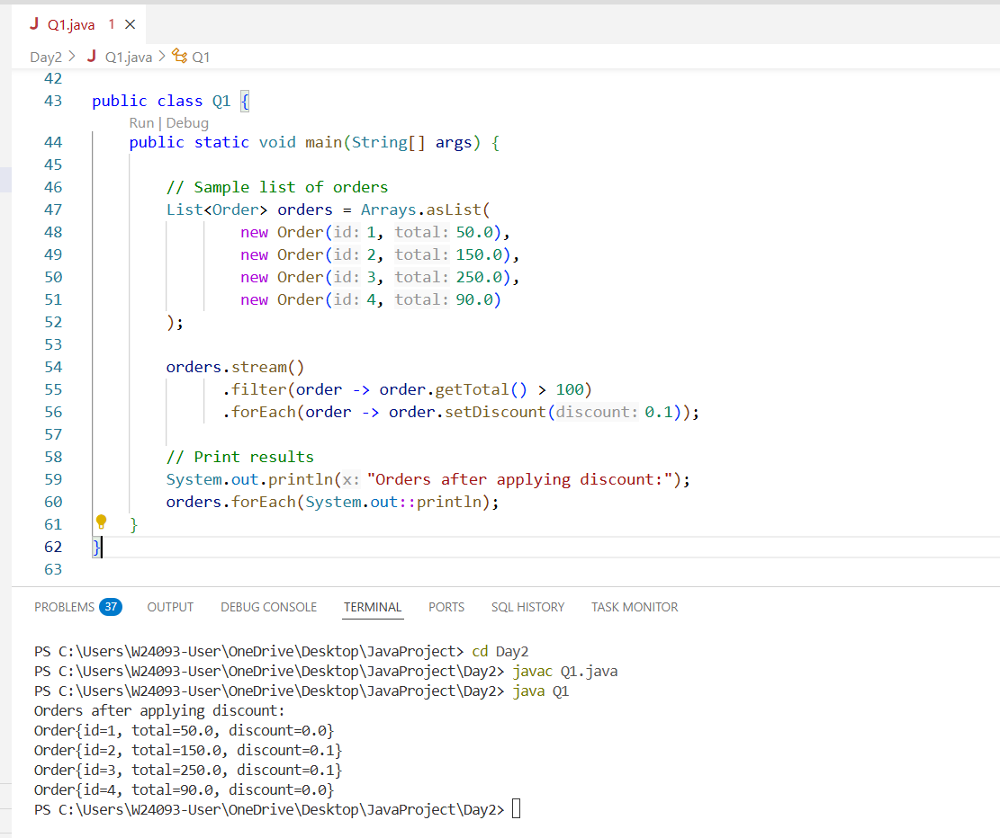 J Q1.java 1 ×
Day2 > J Q1.java > Q1
42
43 public class Q1 {
Run | Debug
44     public static void main(String[] args) {
45
46         // Sample list of orders
47         List<Order> orders = Arrays.asList(
48                 new Order(id: 1, total: 50.0),
49                 new Order(id: 2, total: 150.0),
50                 new Order(id: 3, total: 250.0),
51                 new Order(id: 4, total: 90.0)
52         );
53
54         orders.stream()
55               .filter(order -> order.getTotal() > 100)
56               .forEach(order -> order.setDiscount(discount: 0.1));
57
58         // Print results
59         System.out.println(x: "Orders after applying discount:");
60         orders.forEach(System.out::println);
61     }
62 }
63
PROBLEMS 37 OUTPUT DEBUG CONSOLE TERMINAL PORTS SQL HISTORY TASK MONITOR
PS C:\Users\W24093-User\OneDrive\Desktop\JavaProject> cd Day2
PS C:\Users\W24093-User\OneDrive\Desktop\JavaProject\Day2> javac Q1.java
PS C:\Users\W24093-User\OneDrive\Desktop\JavaProject\Day2> java Q1
Orders after applying discount:
Order{id=1, total=50.0, discount=0.0}
Order{id=2, total=150.0, discount=0.1}
Order{id=3, total=250.0, discount=0.1}
Order{id=4, total=90.0, discount=0.0}
PS C:\Users\W24093-User\OneDrive\Desktop\JavaProject\Day2>